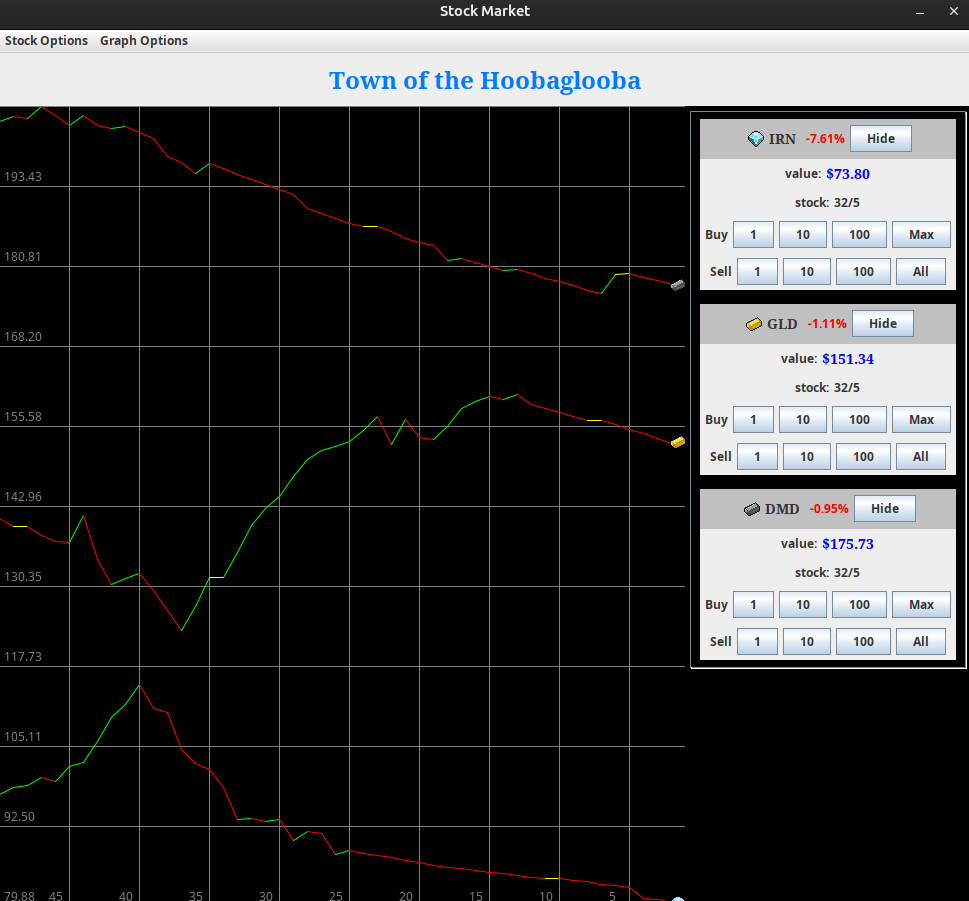 Stock Market
Stock Options Graph Options
Town of the Hoobaglooba
193.43
180.81
168.20
155.58
142.96
130.35
117.73
105.11
92.50
79.88 45 40 35 30 25 20 15 10 5
IRN -7.61% Hide
value: $73.80
stock: 32/5
Buy 1 10 100 Max
Sell 1 10 100 All
GLD -1.11% Hide
value: $151.34
stock: 32/5
Buy 1 10 100 Max
Sell 1 10 100 All
DMD -0.95% Hide
value: $175.73
stock: 32/5
Buy 1 10 100 Max
Sell 1 10 100 All